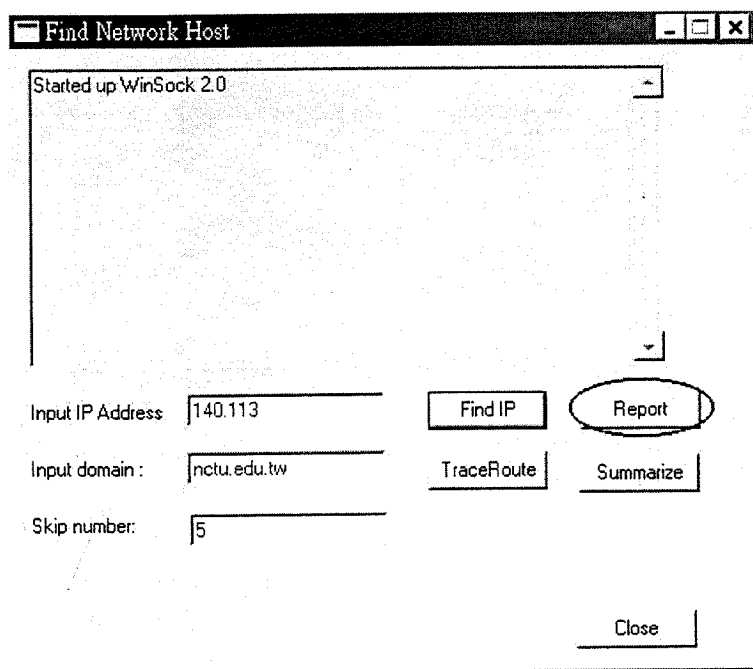 Find Network Host
Started up WinSock 2.0
Input IP Address 140.113 Find IP Report
Input domain : nctu.edu.tw TraceRoute Summarize
Skip number: 5
Close